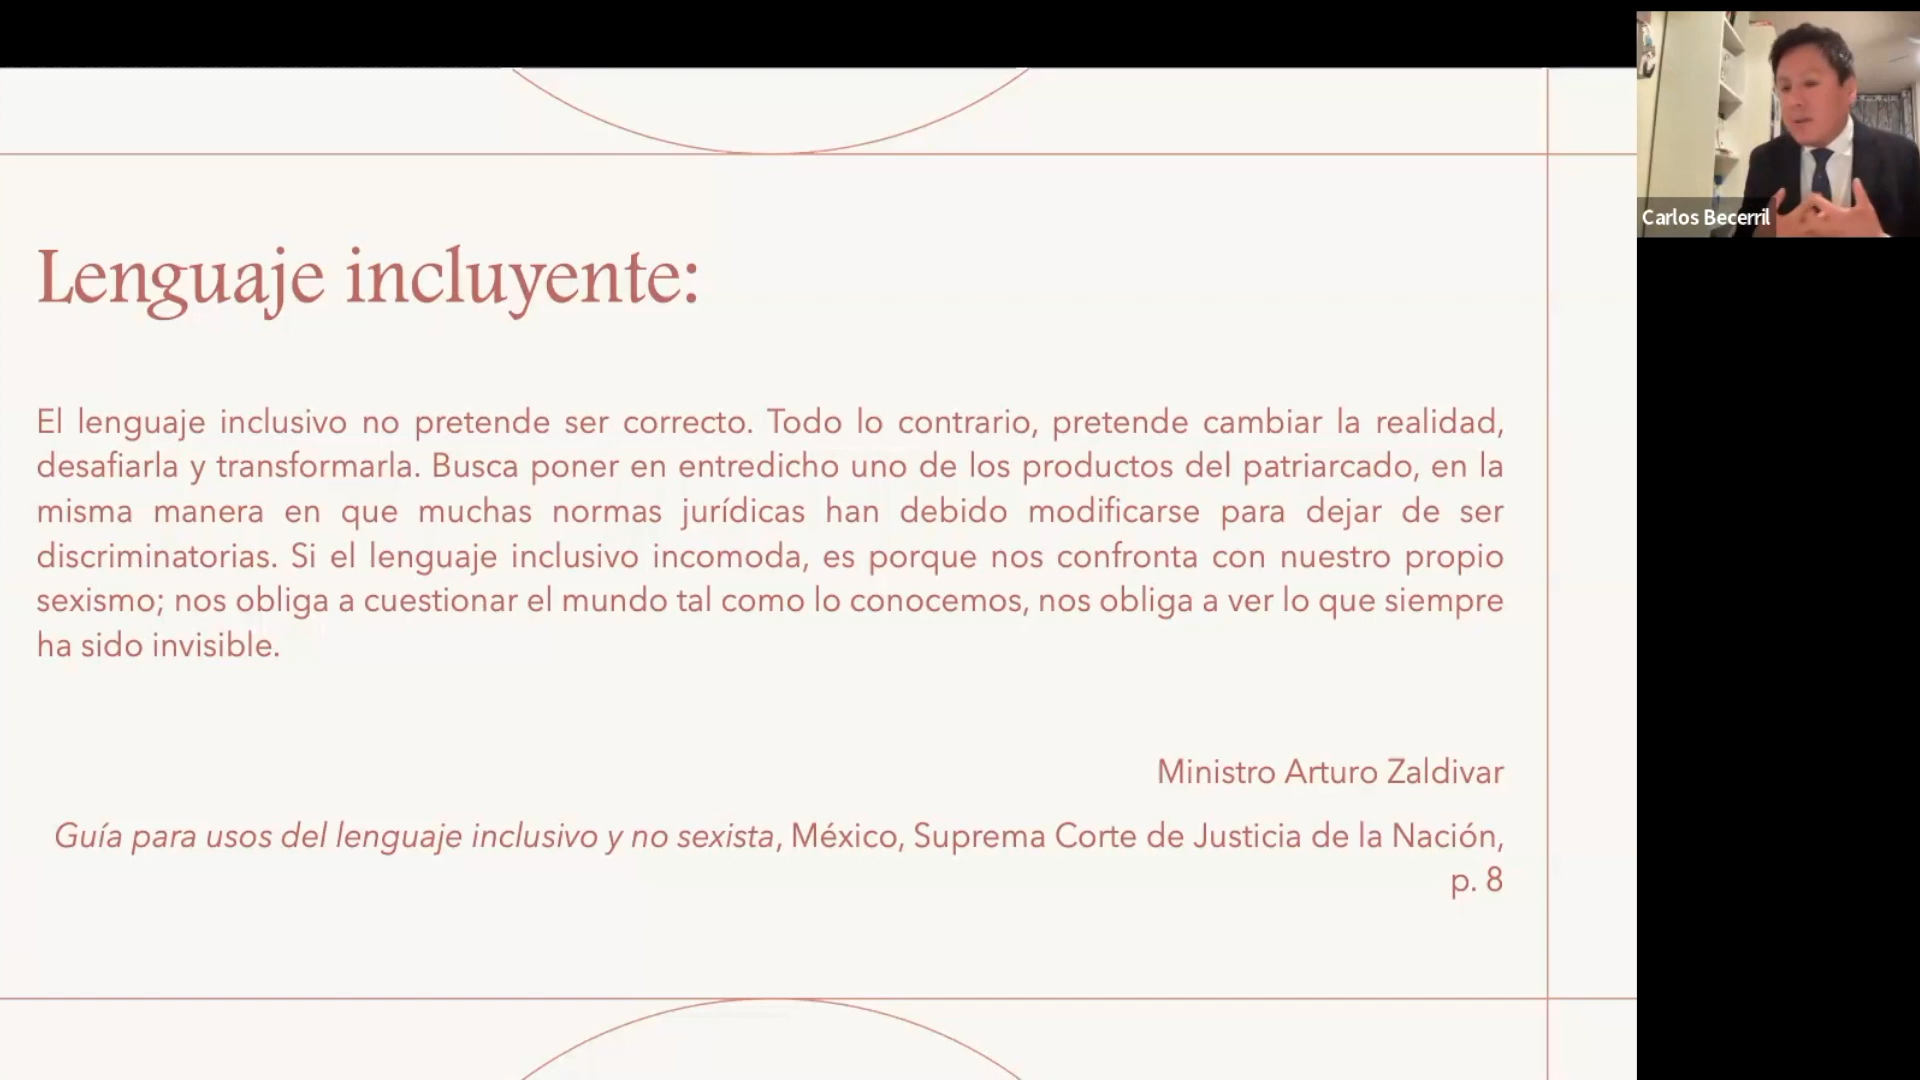 Lenguaje incluyente:
El lenguaje inclusivo no pretende ser correcto. Todo lo contrario, pretende cambiar la realidad,
desafiarla y transformarla. Busca poner en entredicho uno de los productos del patriarcado, en la
misma manera en que muchas normas jurídicas han debido modificarse para dejar de ser
discriminatorias. Si el lenguaje inclusivo incomoda, es porque nos confronta con nuestro propio
sexismo; nos obliga a cuestionar el mundo tal como lo conocemos, nos obliga a ver lo que siempre
ha sido invisible.
Ministro Arturo Zaldivar
Guía para usos del lenguaje inclusivo y no sexista, México, Suprema Corte de Justicia de la Nación,
p. 8
Carlos Becerril